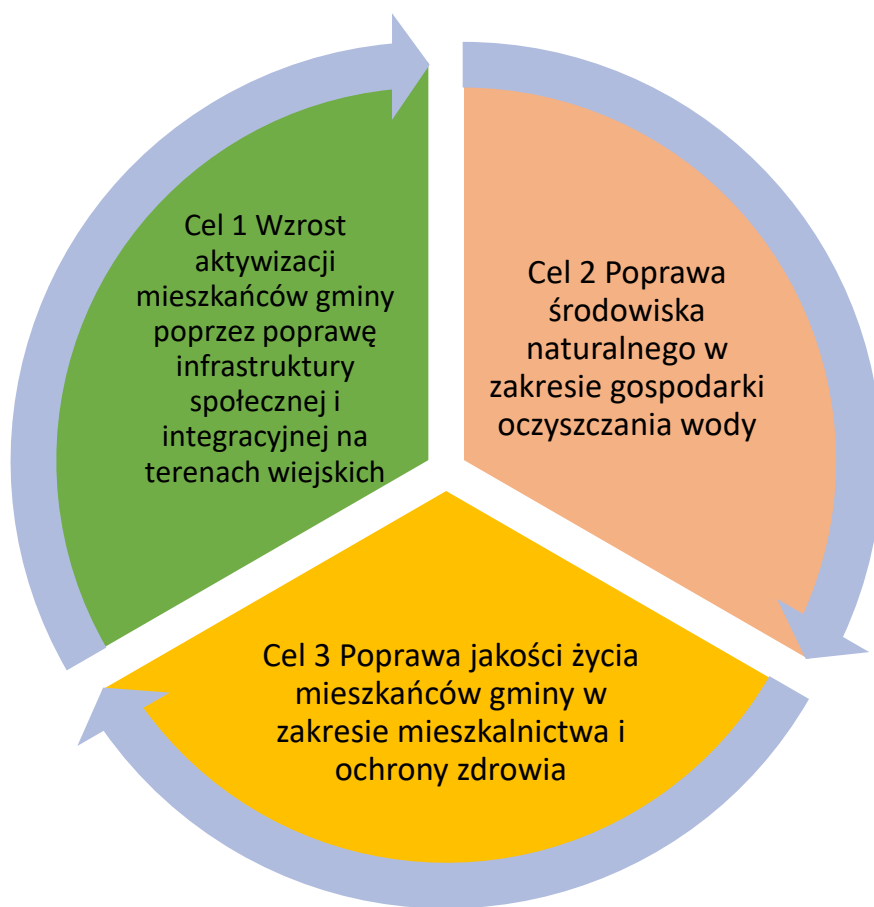 Cel 1 Wzrost
aktywizacji
mieszkańców gminy
poprzez poprawę
infrastruktury
społecznej i
integracyjnej na
terenach wiejskich
Cel 2 Poprawa
środowiska
naturalnego w
zakresie gospodarki
oczyszczania wody
Cel 3 Poprawa jakości życia
mieszkańców gminy w
zakresie mieszkalnictwa i
ochrony zdrowia